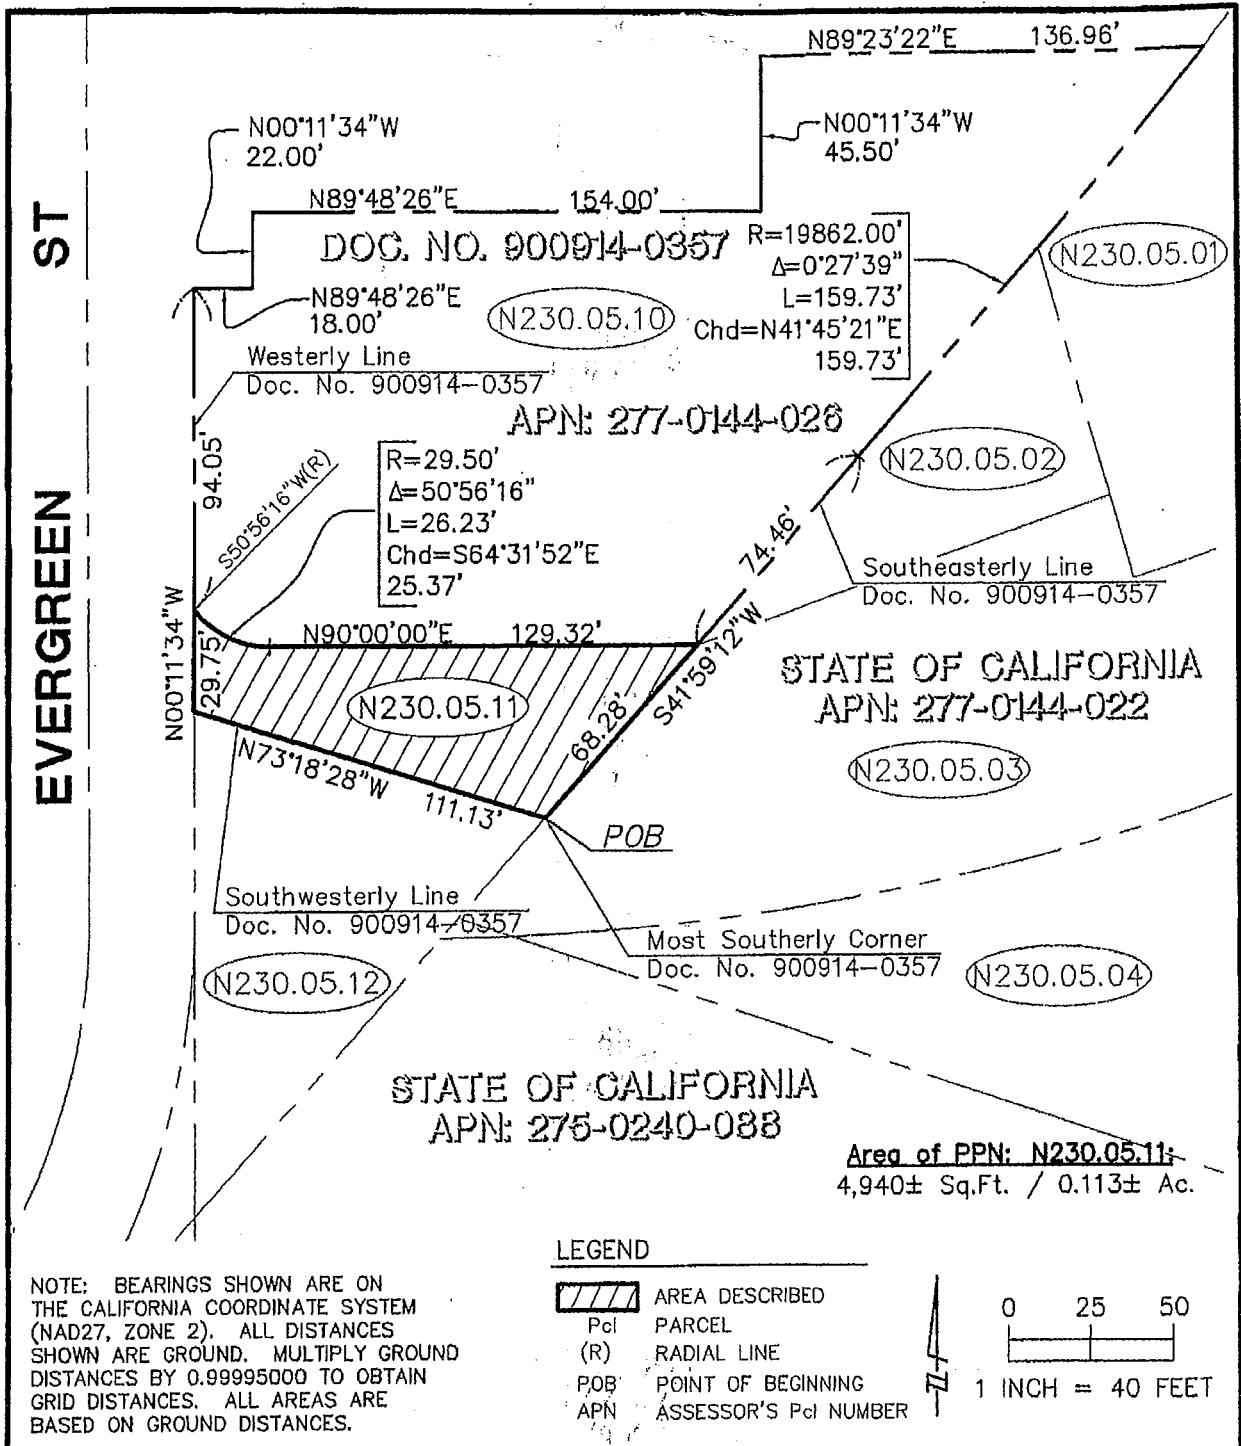 N89°23'22"E 136.96'
N00°11'34"W
22.00'
N00°11'34"W
45.50'
N89°48'26"E 154.00'
DOC. NO. 900914-0357
R=19862.00'
Δ=0°27'39"
L=159.73'
Chd=N41°45'21"E
159.73'
N230.05.01
N89°48'26"E
18.00'
N230.05.10
Westerly Line
Doc. No. 900914-0357
APN: 277-0144-026
N230.05.02
94.05'
S50°56'16"W(R)
R=29.50'
Δ=50°56'16"
L=26.23'
Chd=S64°31'52"E
25.37'
74.46'
Southeasterly Line
Doc. No. 900914-0357
EVERGREEN ST
N00°11'34"W
29.75'
N90°00'00"E 129.32'
S41°59'12"W
68.28'
STATE OF CALIFORNIA
APN: 277-0144-022
N230.05.11
N230.05.03
N73°18'28"W 111.13'
POB
Southwesterly Line
Doc. No. 900914-0357
Most Southerly Corner
Doc. No. 900914-0357
N230.05.12
N230.05.04
STATE OF CALIFORNIA
APN: 275-0240-088
Area of PPN: N230.05.11:
4,940± Sq.Ft. / 0.113± Ac.
NOTE: BEARINGS SHOWN ARE ON
THE CALIFORNIA COORDINATE SYSTEM
(NAD27, ZONE 2). ALL DISTANCES
SHOWN ARE GROUND. MULTIPLY GROUND
DISTANCES BY 0.99995000 TO OBTAIN
GRID DISTANCES. ALL AREAS ARE
BASED ON GROUND DISTANCES.
LEGEND
AREA DESCRIBED
Pcl PARCEL
(R) RADIAL LINE
POB POINT OF BEGINNING
APN ASSESSOR'S Pcl NUMBER
N
0 25 50
1 INCH = 40 FEET